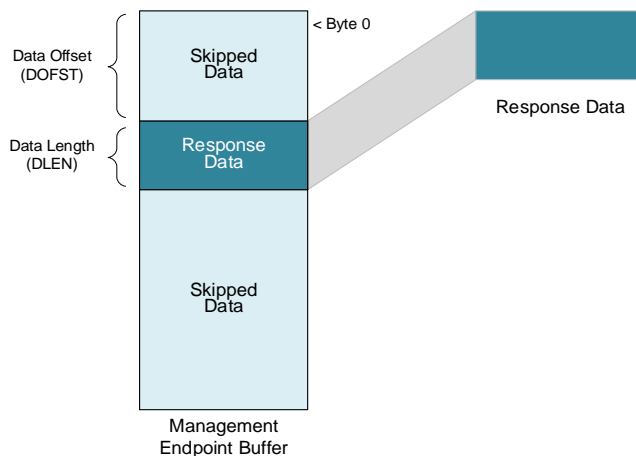 < Byte 0
Data Offset
(DOFST)
Skipped
Data
Response Data
Data Length
(DLEN)
Response
Data
Skipped
Data
Management
Endpoint Buffer